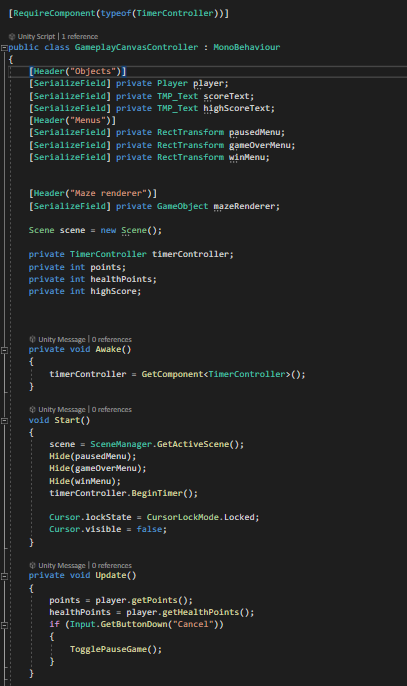 [RequireComponent(typeof(TimerController))]
Unity Script | 1 reference
public class GameplayCanvasController : MonoBehaviour
{
[Header("Objects")]
[SerializeField] private Player player;
[SerializeField] private TMP_Text scoreText;
[SerializeField] private TMP_Text highScoreText;
[Header("Menus")]
[SerializeField] private RectTransform pausedMenu;
[SerializeField] private RectTransform gameOverMenu;
[SerializeField] private RectTransform winMenu;
[Header("Maze renderer")]
[SerializeField] private GameObject mazeRenderer;
Scene scene = new Scene();
private TimerController timerController;
private int points;
private int healthPoints;
private int highScore;
Unity Message | 0 references
private void Awake()
{
timerController = GetComponent<TimerController>();
}
Unity Message | 0 references
void Start()
{
scene = SceneManager.GetActiveScene();
Hide(pausedMenu);
Hide(gameOverMenu);
Hide(winMenu);
timerController.BeginTimer();
Cursor.lockState = CursorLockMode.Locked;
Cursor.visible = false;
}
Unity Message | 0 references
private void Update()
{
points = player.getPoints();
healthPoints = player.getHealthPoints();
if (Input.GetButtonDown("Cancel"))
{
TogglePauseGame();
}
}